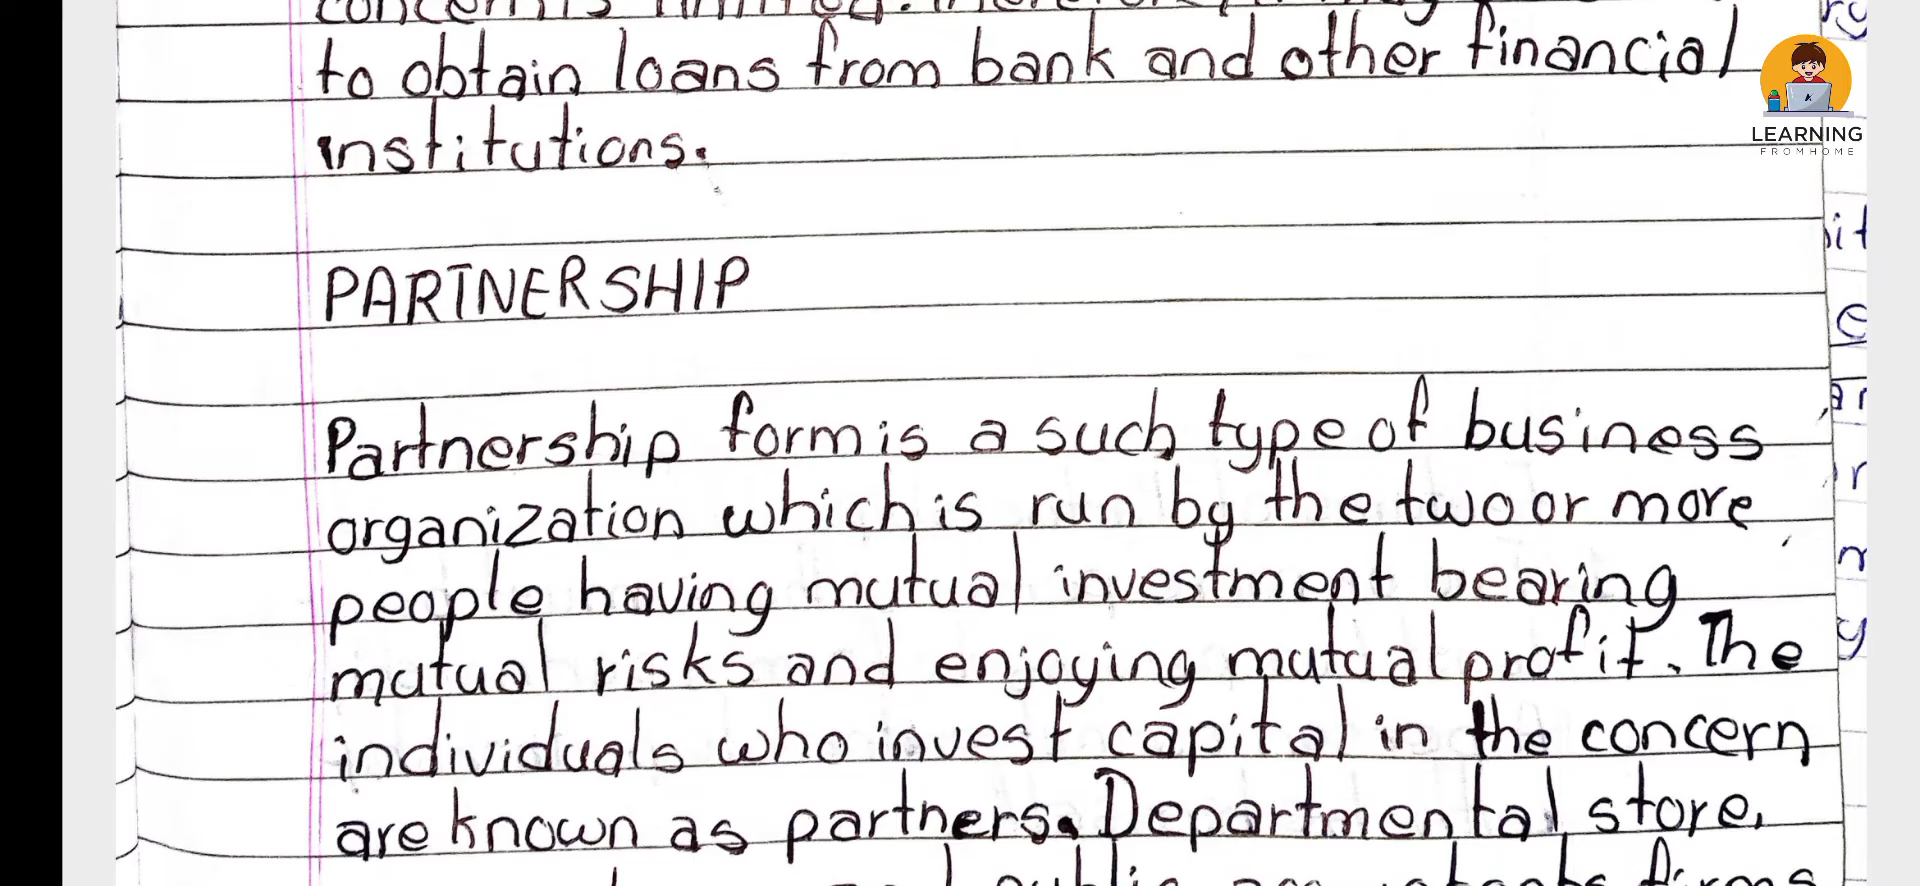 to obtain loans from bank and other financial
institutions.
LEARNING
FROMHOME
PARTNERSHIP
Partnership form is a such type of business
organization which is run by the two or more
people having mutual investment bearing
mutual risks and enjoying mutual profit. The
individuals who invest capital in the concern
are known as partners. Departmental store,